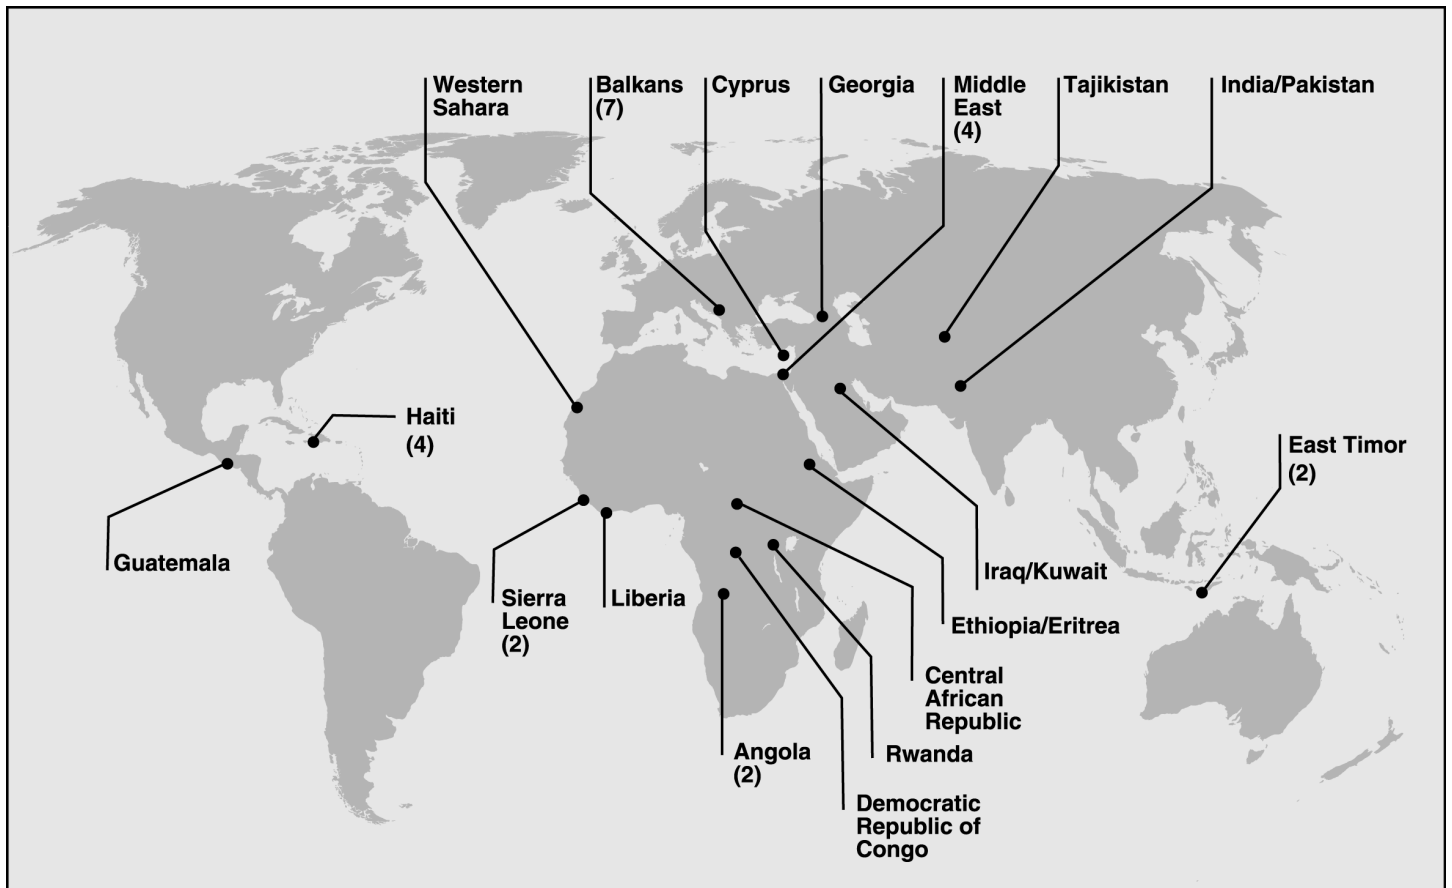 Western
Sahara
Balkans
(7)
Cyprus
Georgia
Middle
East
(4)
Tajikistan
India/Pakistan
Haiti
(4)
East Timor
(2)
Guatemala
Sierra
Leone
(2)
Liberia
Iraq/Kuwait
Ethiopia/Eritrea
Central
African
Republic
Angola
(2)
Rwanda
Democratic
Republic of
Congo